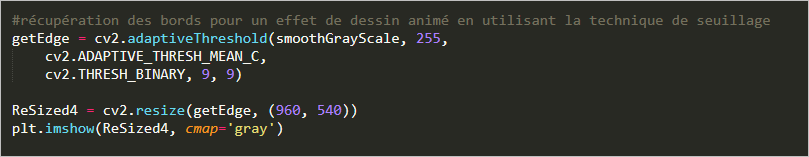 #récupération des bords pour un effet de dessin animé en utilisant la technique de seuillage
getEdge = cv2.adaptiveThreshold(smoothGrayScale, 255,
    cv2.ADAPTIVE_THRESH_MEAN_C,
    cv2.THRESH_BINARY, 9, 9)

ReSized4 = cv2.resize(getEdge, (960, 540))
plt.imshow(ReSized4, cmap='gray')